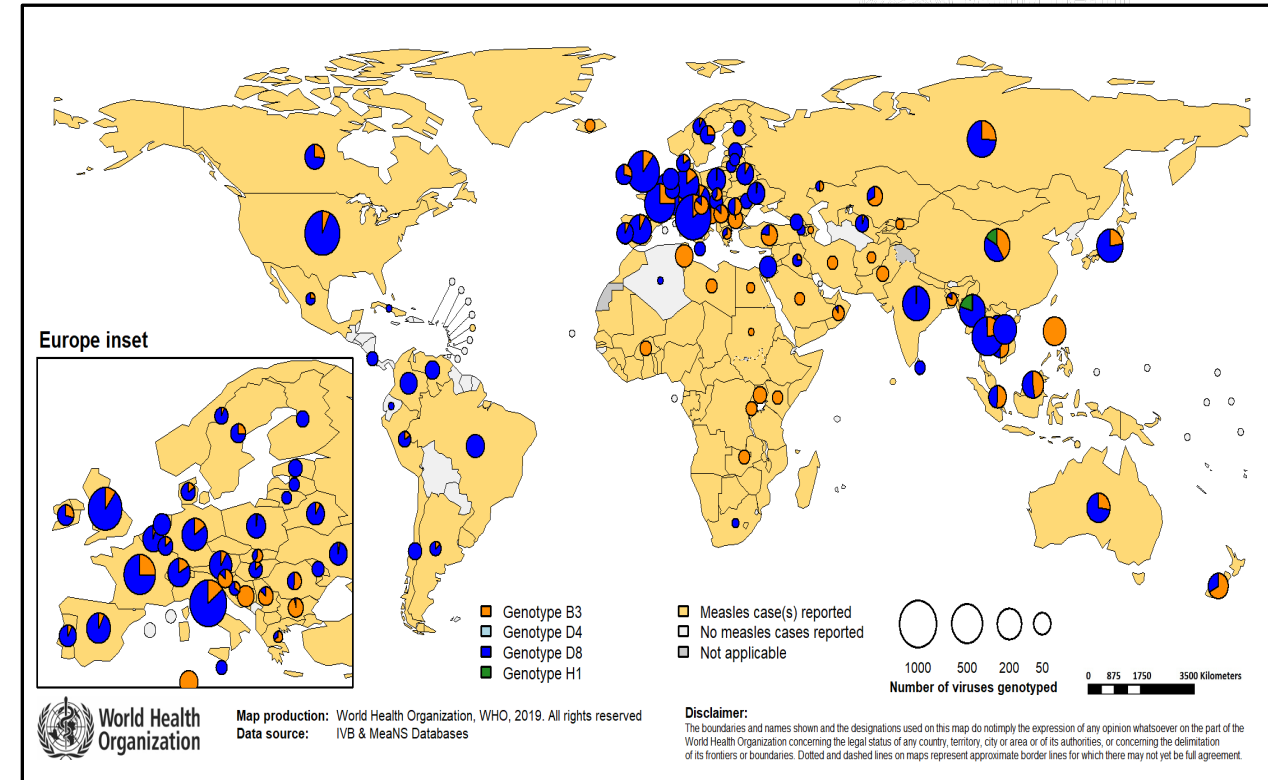 Europe inset
Genotype B3
Genotype D4
Genotype D8
Genotype H1
Measles case(s) reported
No measles cases reported
Not applicable
1000 500 200 50
Number of viruses genotyped
0 875 1750 3500 Kilometers
World Health
Organization
Map production: World Health Organization, WHO, 2019. All rights reserved
Data source: IVB & MeaNS Databases
Disclaimer:
The boundaries and names shown and the designations used on this map do notimply the expression of any opinion whatsoever on the part of the
World Health Organization concerning the legal status of any country, territory, city or area or of its authorities, or concerning the delimitation
of its frontiers or boundaries. Dotted and dashed lines on maps represent approximate border lines for which there may not yet be full agreement.